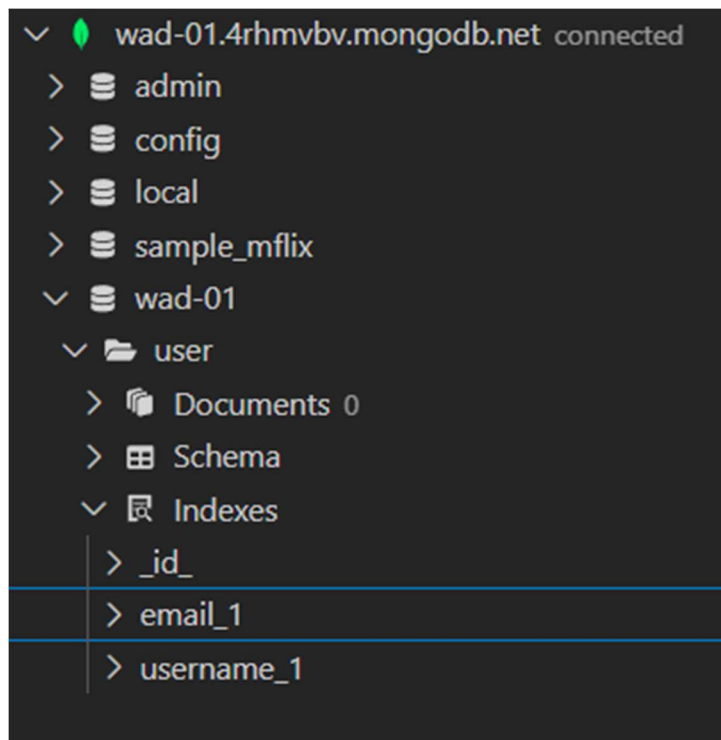 wad-01.4rhmvbv.mongodb.net connected
admin
config
local
sample_mflix
wad-01
user
Documents 0
Schema
Indexes
_id_
email_1
username_1